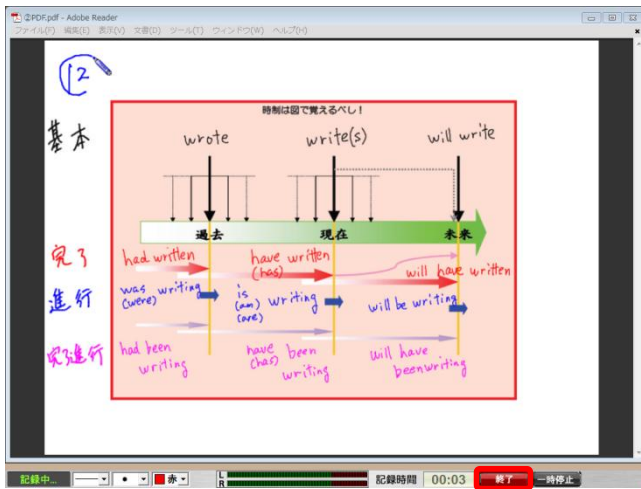 ②PDF.pdf - Adobe Reader
ファイル(F) 編集(E) 表示(V) 文書(D) ツール(T) ウィンドウ(W) ヘルプ(H)
12
時制は図で覚えるべし!
基本 wrote write(s) will write
過去 現在 未来
完了 had written have written (has) will have written
進行 was writing (were) is (am) writing (are) will be writing
完了進行 had been writing have (has) been writing will have been writing
記録中... 赤 L R 記録時間 00:03 終了 一時停止